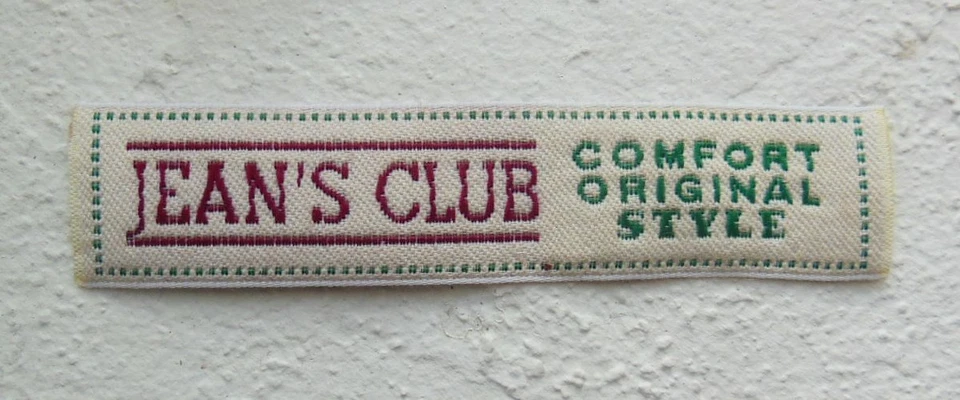 JEAN'S CLUB
COMFORT
ORIGINAL
STYLE